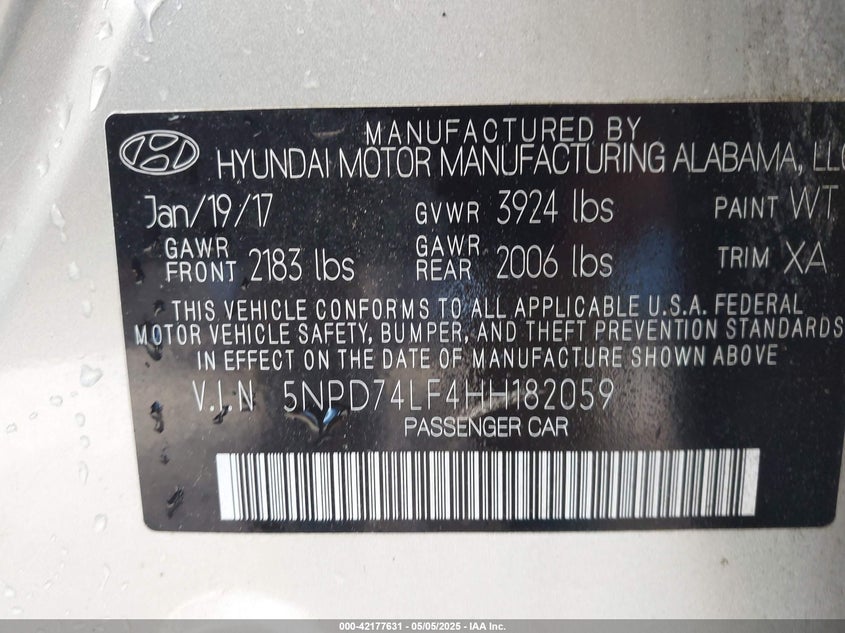 MANUFACTURED BY
HYUNDAI MOTOR MANUFACTURING ALABAMA, LLC
Jan/19/17 GVWR 3924 lbs PAINT WT
GAWR FRONT 2183 lbs GAWR REAR 2006 lbs TRIM XA
THIS VEHICLE CONFORMS TO ALL APPLICABLE U.S.A. FEDERAL
MOTOR VEHICLE SAFETY, BUMPER, AND THEFT PREVENTION STANDARDS
IN EFFECT ON THE DATE OF MANUFACTURE SHOWN ABOVE
V.I.N 5NPD74LF4HH182059
PASSENGER CAR
000-42177631 - 05/05/2025 - IAA Inc.